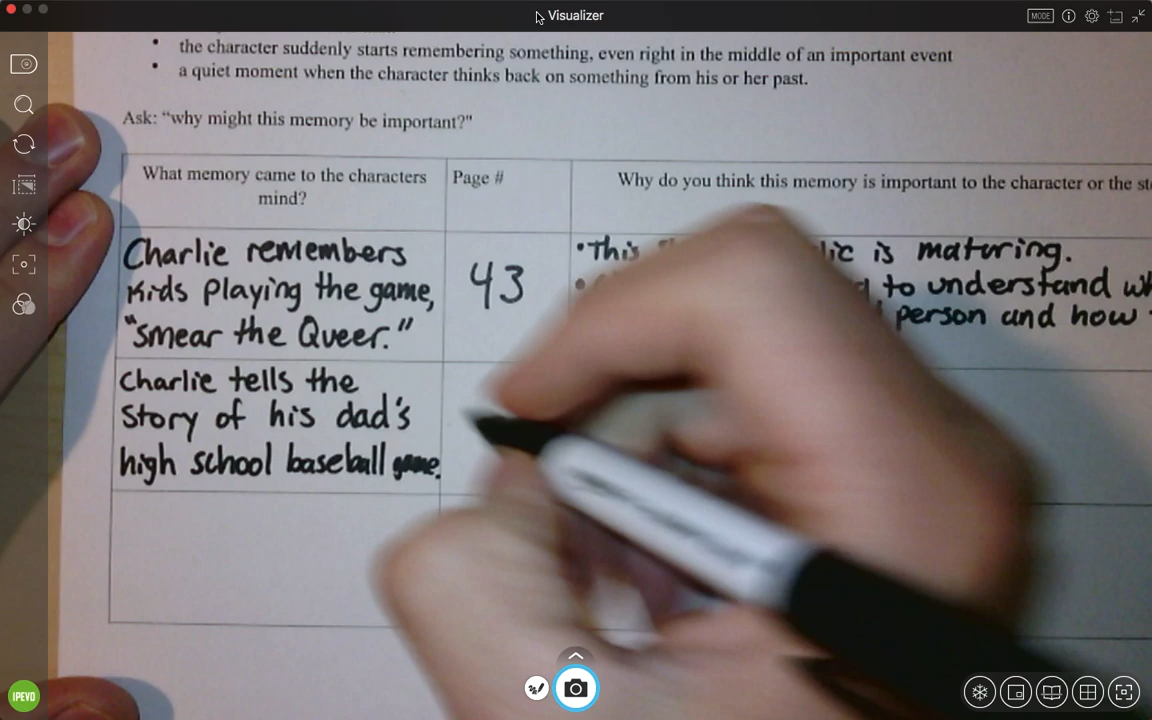 Visualizer
MODE
the character suddenly starts remembering something, even right in the middle of an important event
a quiet moment when the character thinks back on something from his or her past.
Ask: "why might this memory be important?"
What memory came to the characters mind?
Page #
Why do you think this memory is important to the character or the st
Charlie remembers
kids playing the game,
"smear the Queer."
43
•This is maturing.
to understand
person and how
Charlie tells the
story of his dad's
high school baseball game.
IPEVO